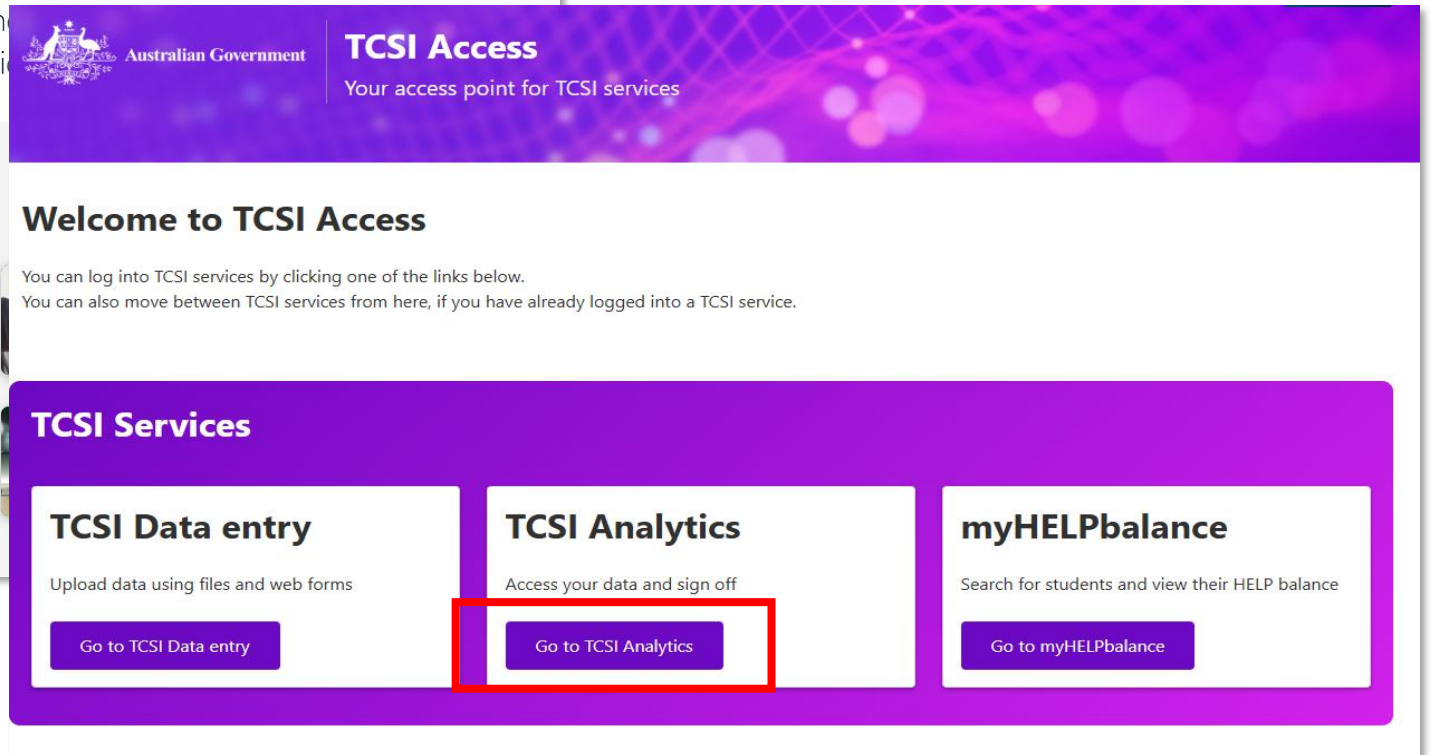 Australian Government
TCSI Access
Your access point for TCSI services
Welcome to TCSI Access
You can log into TCSI services by clicking one of the links below.
You can also move between TCSI services from here, if you have already logged into a TCSI service.
TCSI Services
TCSI Data entry
Upload data using files and web forms
Go to TCSI Data entry
TCSI Analytics
Access your data and sign off
Go to TCSI Analytics
myHELPbalance
Search for students and view their HELP balance
Go to myHELPbalance